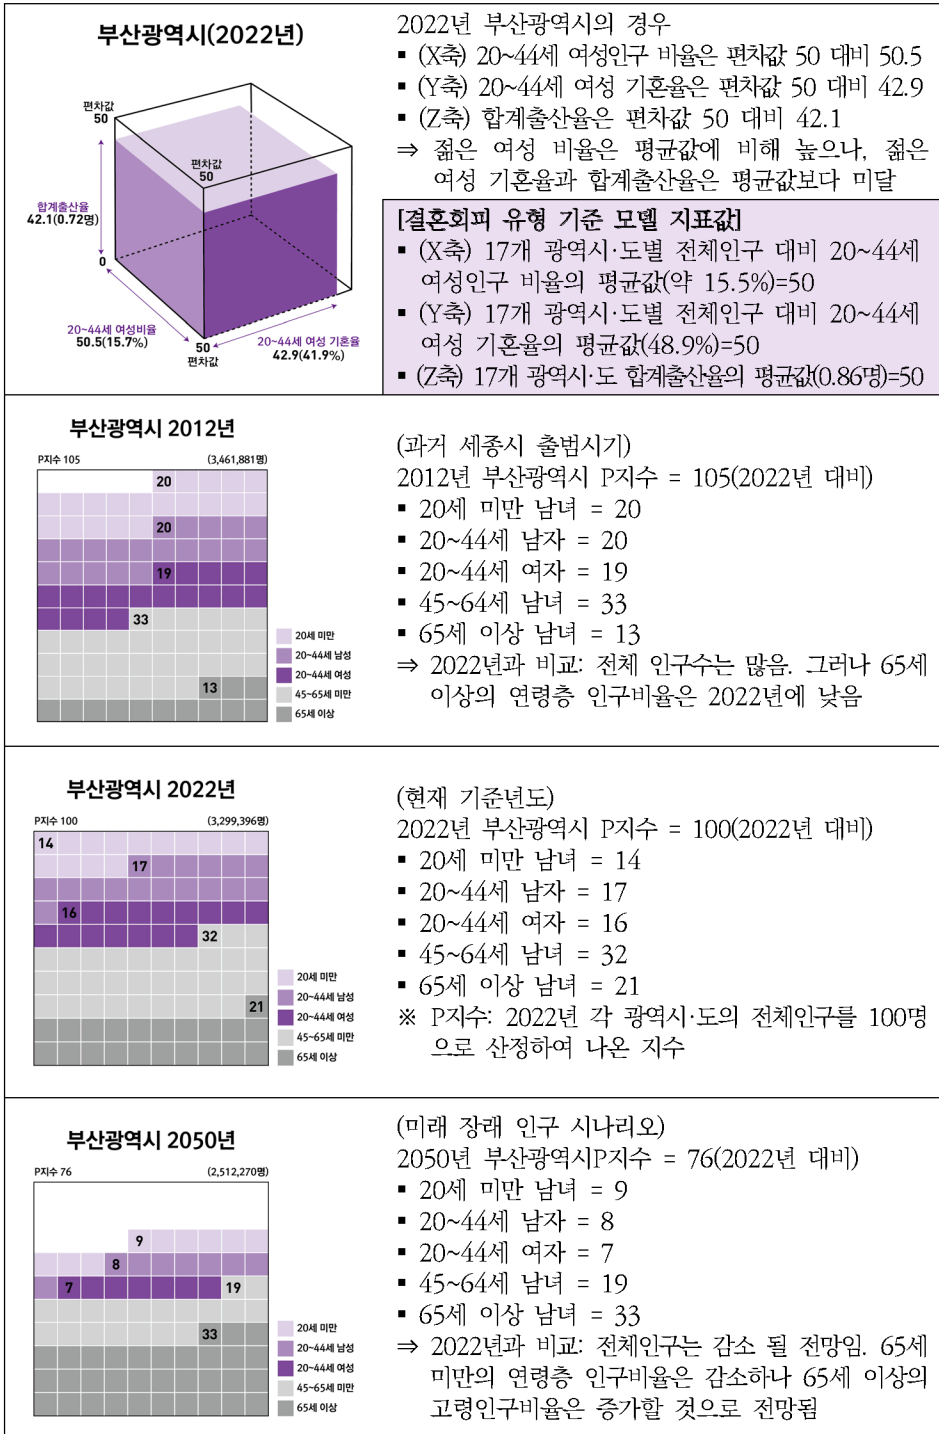 부산광역시(2022년)
편차값
50
편차값
50
합계출산율
42.1(0.72명)
0
20~44세 여성비율
50.5(15.7%)
50
편차값
20~44세 여성 기혼율
42.9(41.9%)
2022년 부산광역시의 경우
▪ (X축) 20~44세 여성인구 비율은 편차값 50 대비 50.5
▪ (Y축) 20~44세 여성 기혼율은 편차값 50 대비 42.9
▪ (Z축) 합계출산율은 편차값 50 대비 42.1
⇒ 젊은 여성 비율은 평균값에 비해 높으나, 젊은
여성 기혼율과 합계출산율은 평균값보다 미달
[결혼회피 유형 기준 모델 지표값]
▪ (X축) 17개 광역시·도별 전체인구 대비 20~44세
여성인구 비율의 평균값(약 15.5%)=50
▪ (Y축) 17개 광역시·도별 전체인구 대비 20~44세
여성 기혼율의 평균값(48.9%)=50
▪ (Z축) 17개 광역시·도 합계출산율의 평균값(0.86명)=50
부산광역시 2012년
P지수 105 (3,461,881명)
20
20
19
33
13
20세 미만
20~44세 남성
20~44세 여성
45~65세 미만
65세 이상
(과거 세종시 출범시기)
2012년 부산광역시 P지수 = 105(2022년 대비)
▪ 20세 미만 남녀 = 20
▪ 20~44세 남자 = 20
▪ 20~44세 여자 = 19
▪ 45~64세 남녀 = 33
▪ 65세 이상 남녀 = 13
⇒ 2022년과 비교: 전체 인구수는 많음. 그러나 65세
이상의 연령층 인구비율은 2022년에 낮음
부산광역시 2022년
P지수 100 (3,299,396명)
14
17
16
32
21
20세 미만
20~44세 남성
20~44세 여성
45~65세 미만
65세 이상
(현재 기준년도)
2022년 부산광역시 P지수 = 100(2022년 대비)
▪ 20세 미만 남녀 = 14
▪ 20~44세 남자 = 17
▪ 20~44세 여자 = 16
▪ 45~64세 남녀 = 32
▪ 65세 이상 남녀 = 21
※ P지수: 2022년 각 광역시·도의 전체인구를 100명
으로 산정하여 나온 지수
부산광역시 2050년
P지수 76 (2,512,270명)
9
8
7
19
33
20세 미만
20~44세 남성
20~44세 여성
45~65세 미만
65세 이상
(미래 장래 인구 시나리오)
2050년 부산광역시P지수 = 76(2022년 대비)
▪ 20세 미만 남녀 = 9
▪ 20~44세 남자 = 8
▪ 20~44세 여자 = 7
▪ 45~64세 남녀 = 19
▪ 65세 이상 남녀 = 33
⇒ 2022년과 비교: 전체인구는 감소 될 전망임. 65세
미만의 연령층 인구비율은 감소하나 65세 이상의
고령인구비율은 증가할 것으로 전망됨